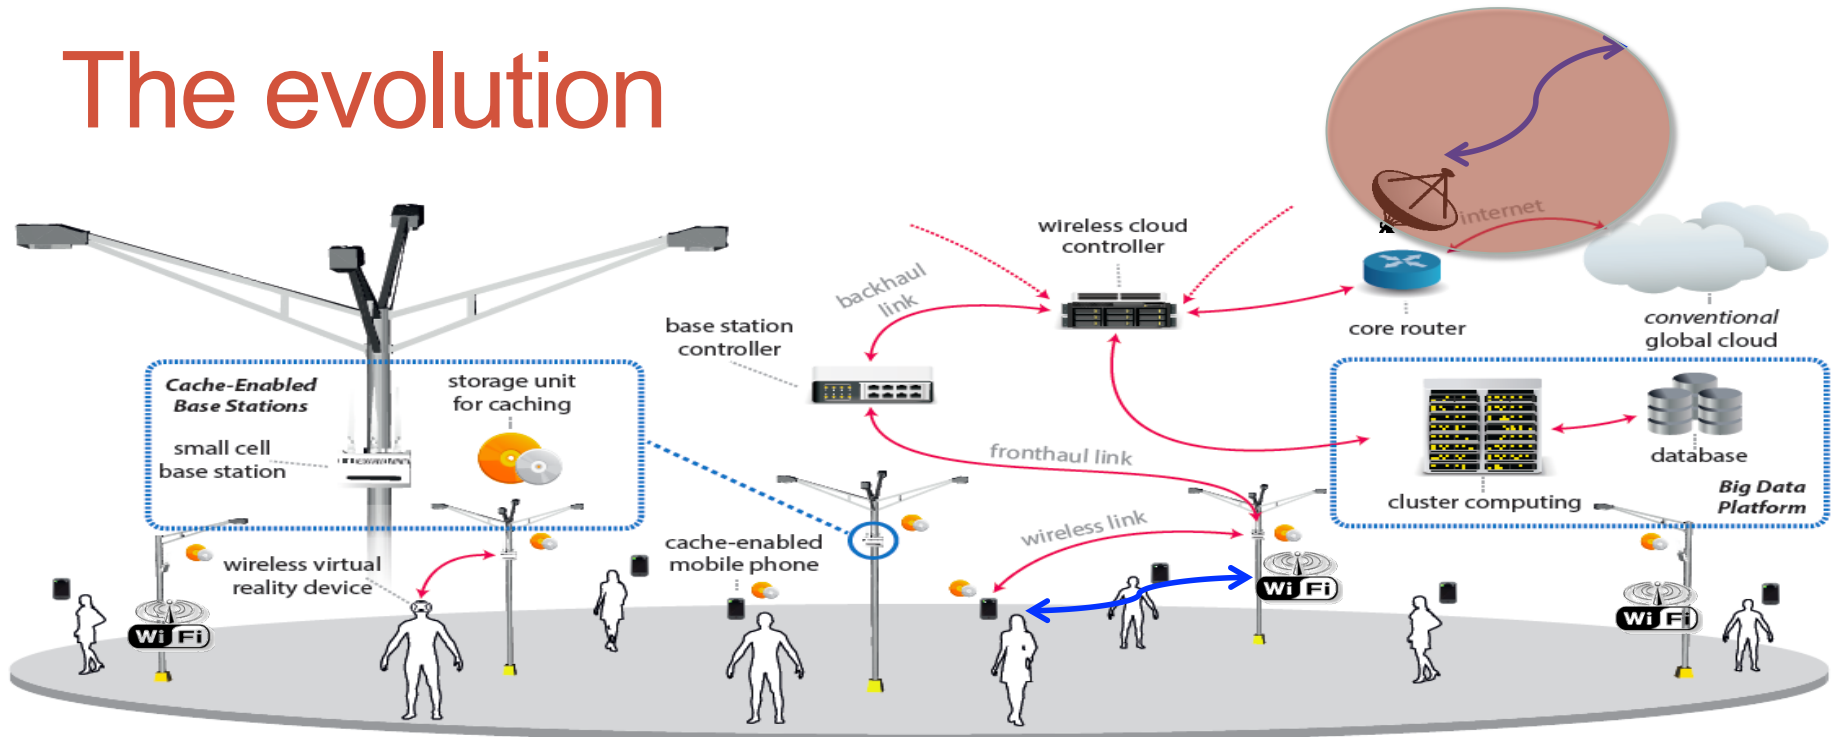 The evolution
internet
wireless cloud
controller
backhaul
link
core router
conventional
global cloud
base station
controller
Cache-Enabled
Base Stations
storage unit
for caching
small cell
base station
fronthaul link
database
cluster computing
Big Data
Platform
wireless link
cache-enabled
mobile phone
wireless virtual
reality device
Wi Fi
Wi Fi
Wi Fi